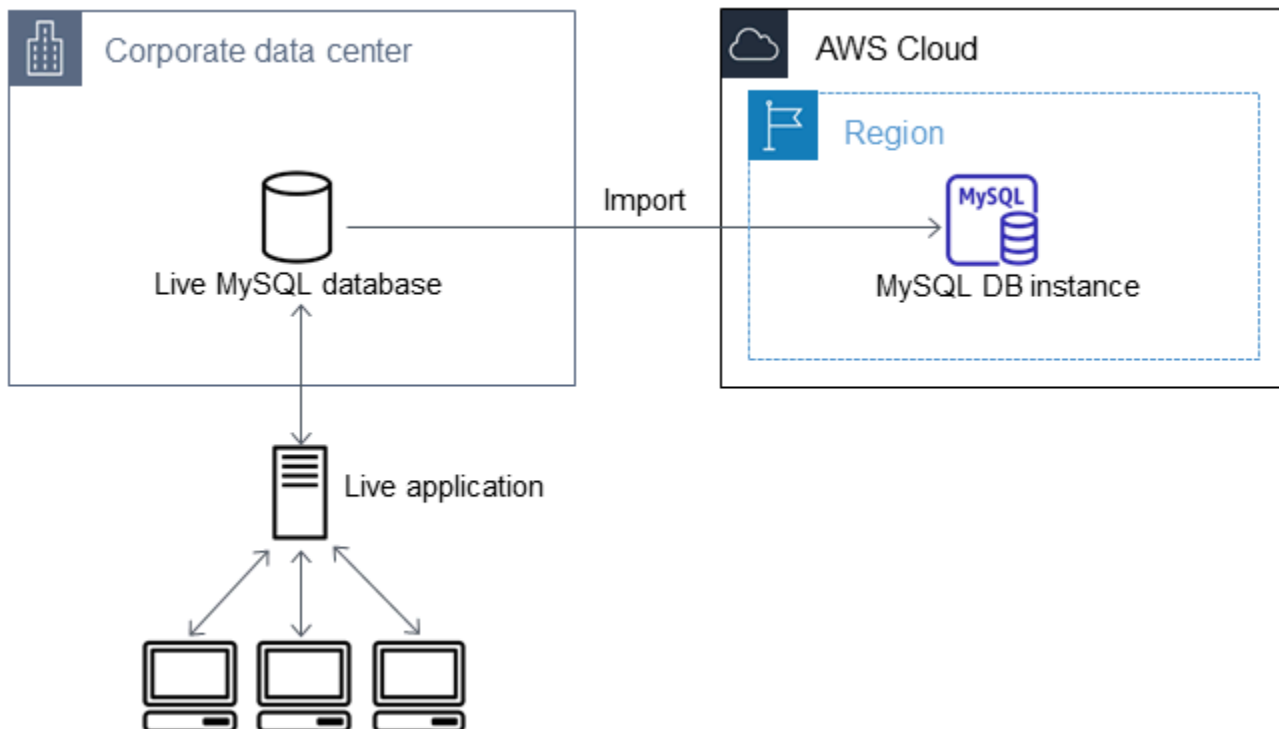 Corporate data center
AWS Cloud
Region
Import
MySQL
Live MySQL database
MySQL DB instance
Live application